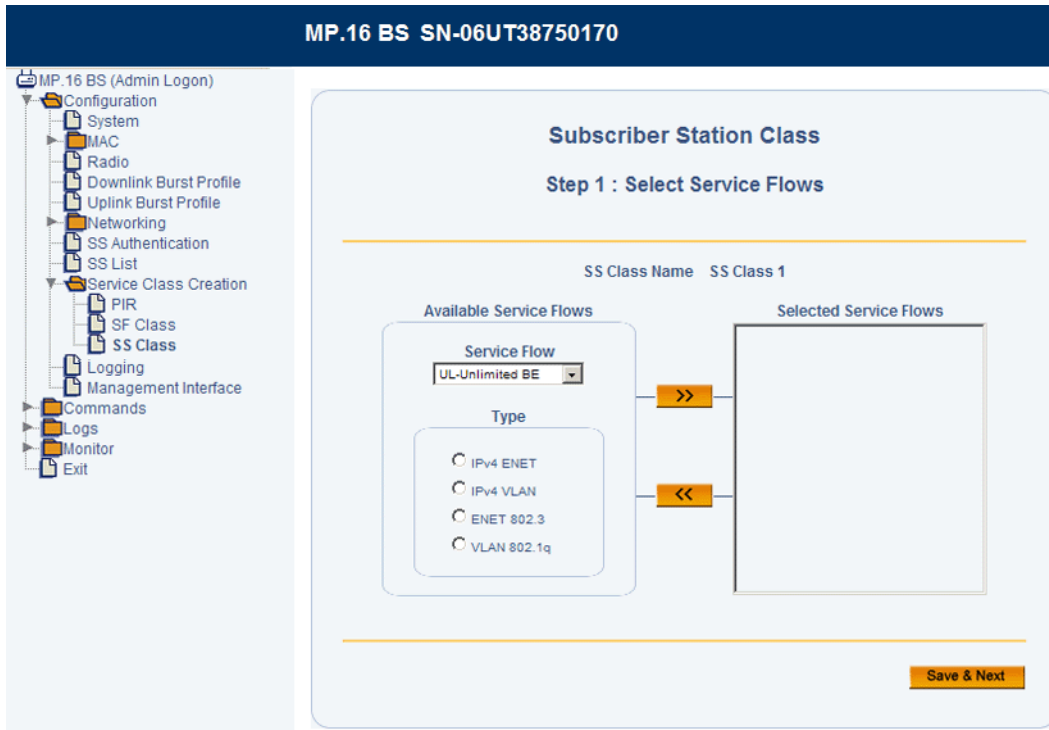 MP.16 BS SN-06UT38750170
MP.16 BS (Admin Logon)
Configuration
System
MAC
Radio
Downlink Burst Profile
Uplink Burst Profile
Networking
SS Authentication
SS List
Service Class Creation
PIR
SF Class
SS Class
Logging
Management Interface
Commands
Logs
Monitor
Exit
Subscriber Station Class
Step 1 : Select Service Flows
SS Class Name SS Class 1
Available Service Flows
Service Flow
UL-Unlimited BE
Type
IPv4 ENET
IPv4 VLAN
ENET 802.3
VLAN 802.1q
>>
<<
Selected Service Flows
Save & Next